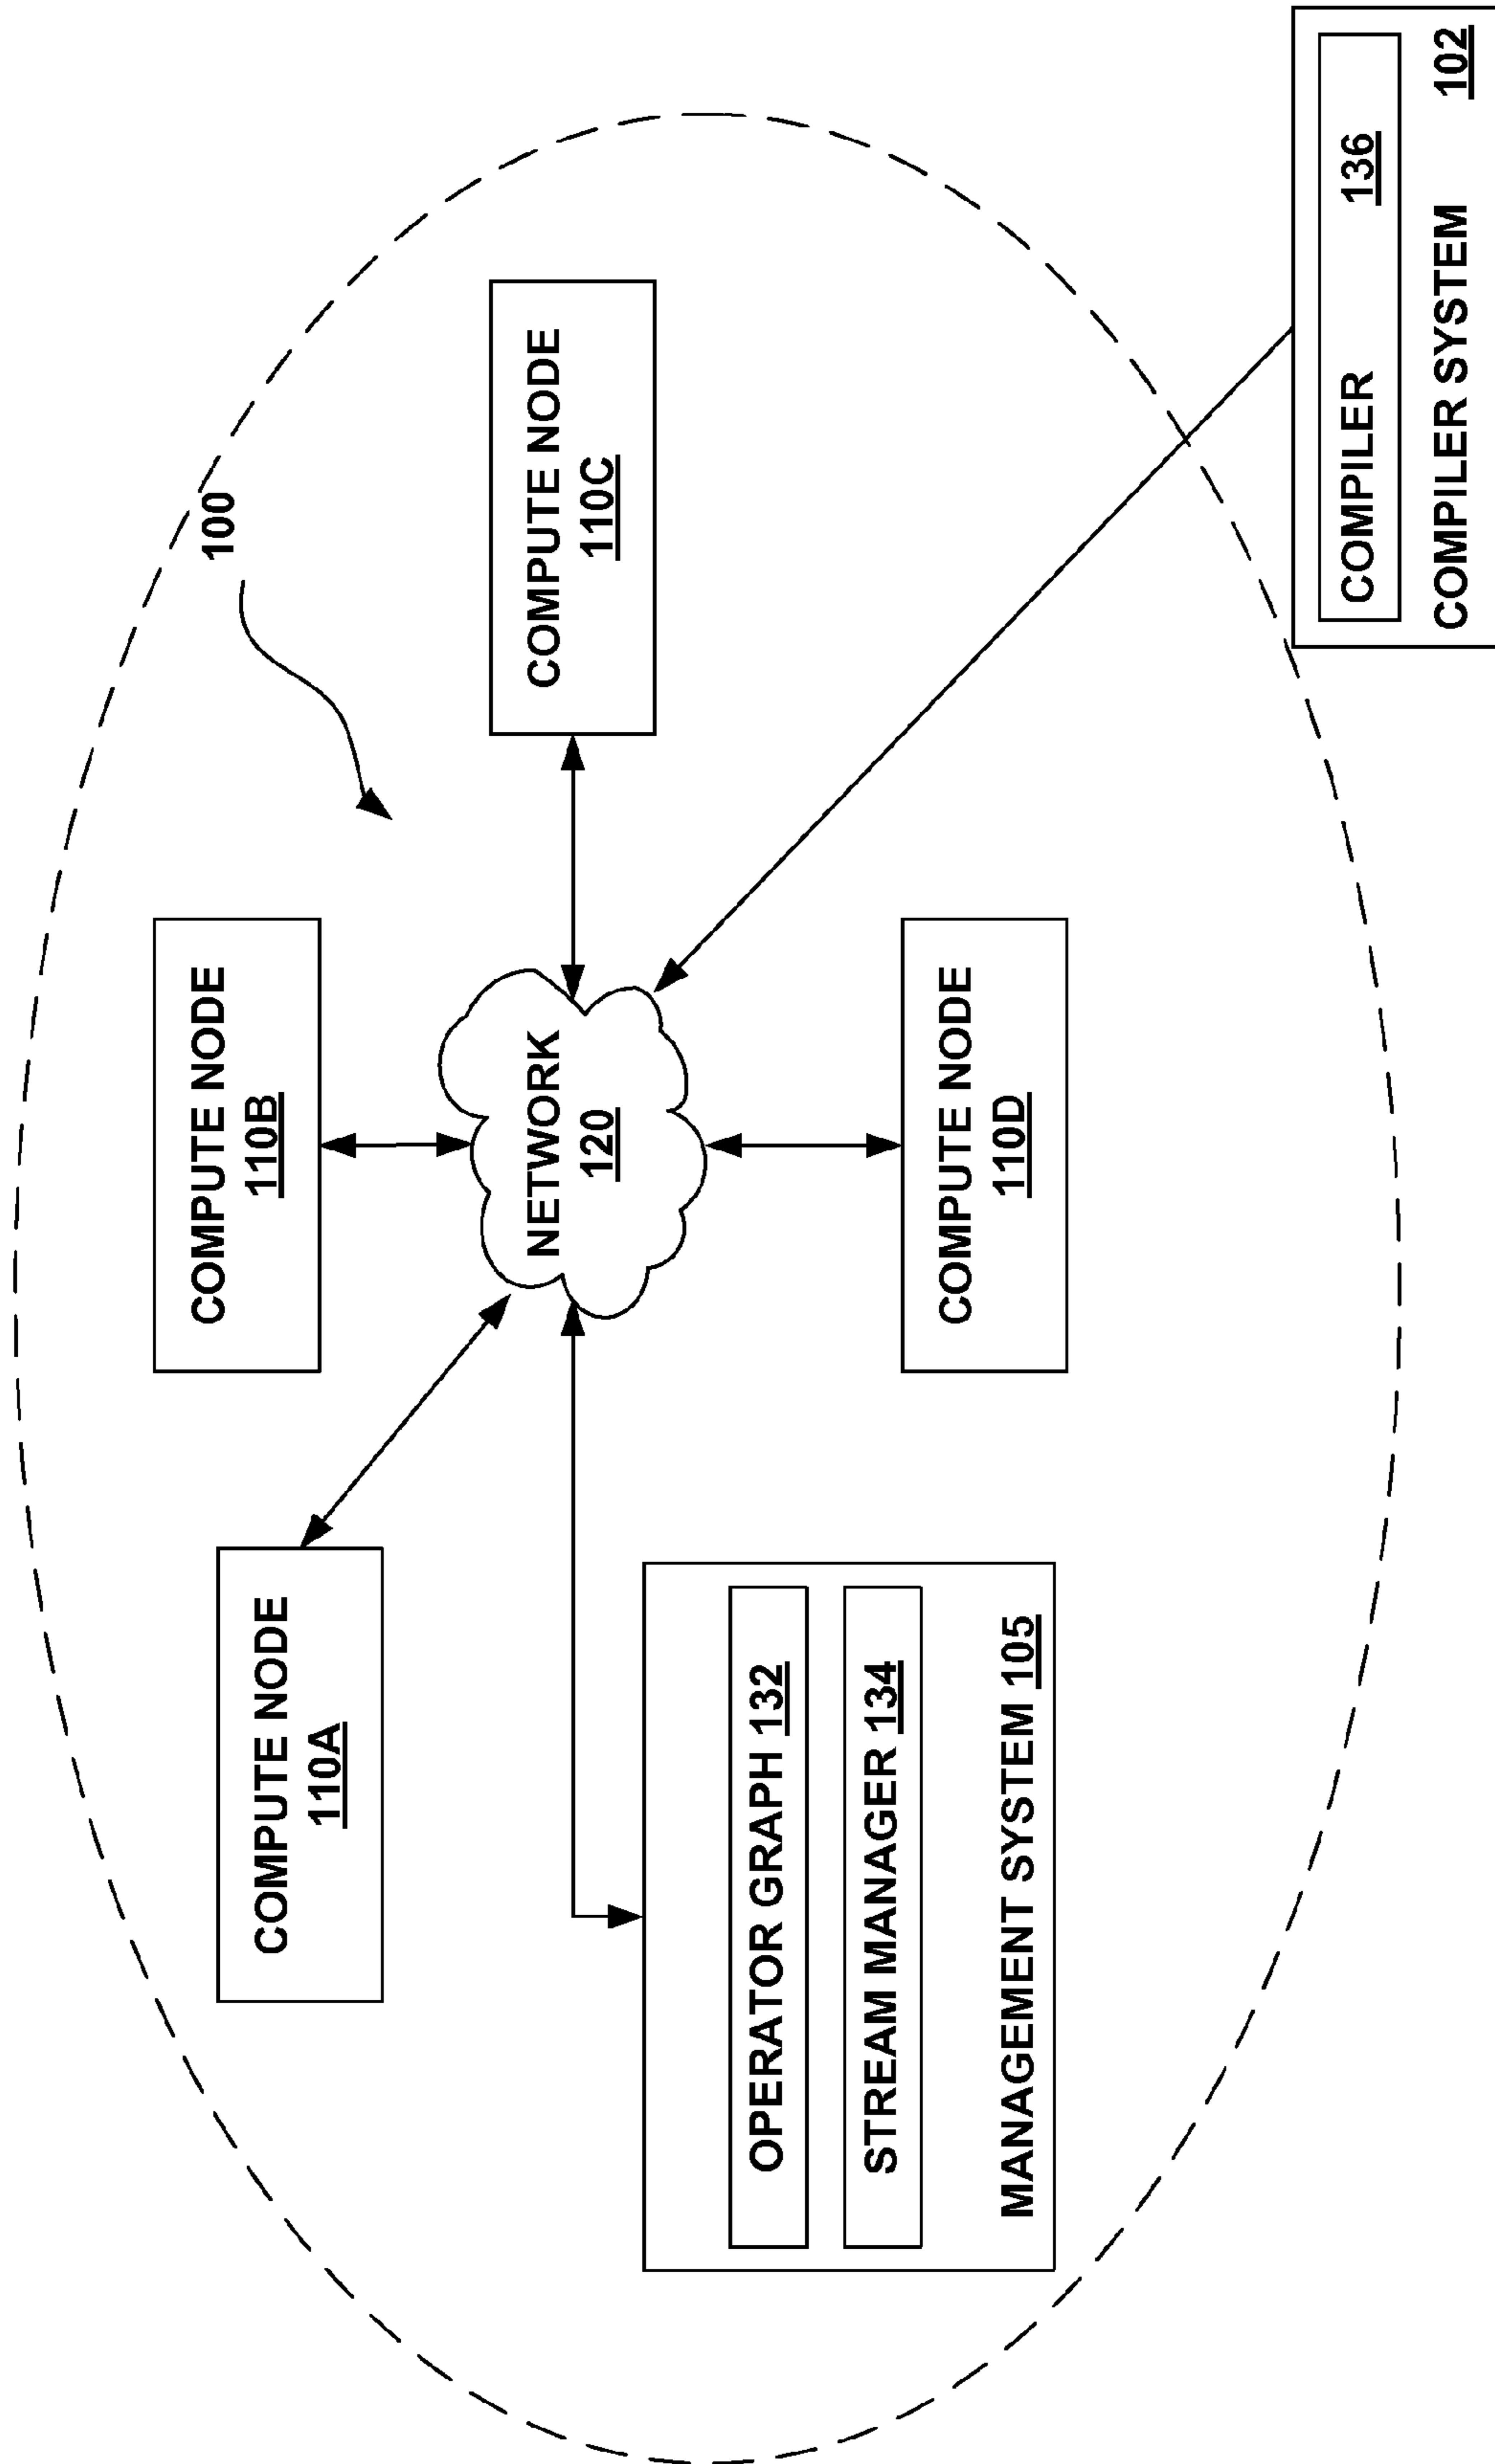 100
COMPUTE NODE
110B
COMPUTE NODE
110A
COMPUTE NODE
110C
NETWORK
120
OPERATOR GRAPH 132
STREAM MANAGER 134
MANAGEMENT SYSTEM 105
COMPUTE NODE
110D
COMPILER 136
COMPILER SYSTEM 102